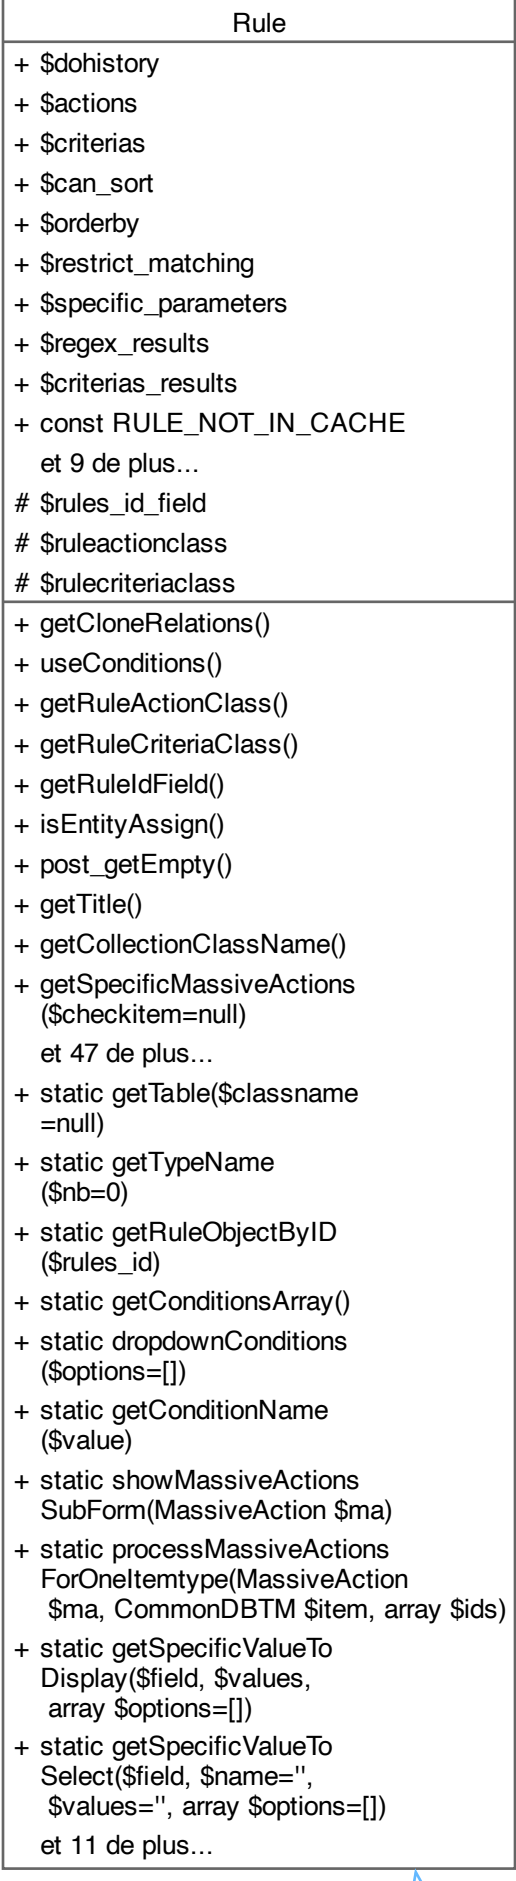 Rule
+ $dohistory
+ $actions
+ $criterias
+ $can_sort
+ $orderby
+ $restrict_matching
+ $specific_parameters
+ $regex_results
+ $criterias_results
+ const RULE_NOT_IN_CACHE
et 9 de plus...
# $rules_id_field
# $ruleactionclass
# $rulecriteriaclass
+ getCloneRelations()
+ useConditions()
+ getRuleActionClass()
+ getRuleCriteriaClass()
+ getRuleIdField()
+ isEntityAssign()
+ post_getEmpty()
+ getTitle()
+ getCollectionClassName()
+ getSpecificMassiveActions
($checkitem=null)
et 47 de plus...
+ static getTable($classname
=null)
+ static getTypeName
($nb=0)
+ static getRuleObjectByID
($rules_id)
+ static getConditionsArray()
+ static dropdownConditions
($options=[])
+ static getConditionName
($value)
+ static showMassiveActions
SubForm(MassiveAction $ma)
+ static processMassiveActions
ForOneItemtype(MassiveAction
$ma, CommonDBTM $item, array $ids)
+ static getSpecificValueTo
Display($field, $values,
array $options=[])
+ static getSpecificValueTo
Select($field, $name='',
$values='', array $options=[])
et 11 de plus...